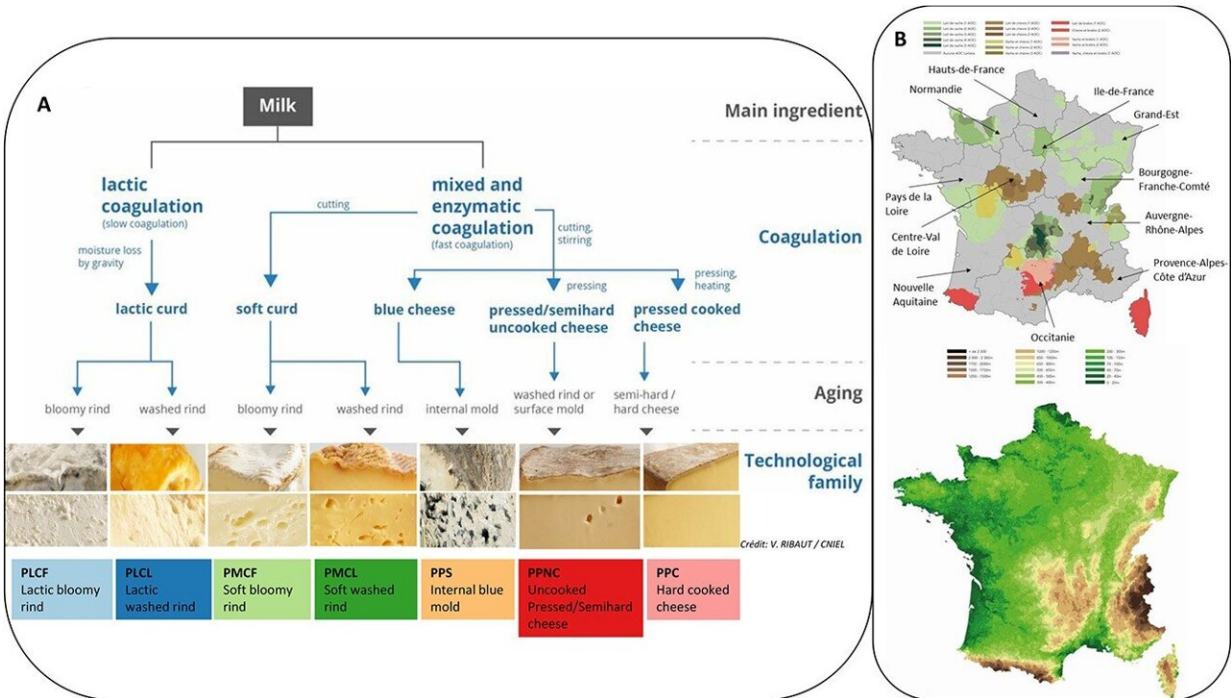 A
Milk
Main ingredient
lactic
coagulation
(slow coagulation)
mixed and
enzymatic
coagulation
(fast coagulation)
cutting
cutting,
stirring
Coagulation
moisture loss
by gravity
pressing
pressing,
heating
lactic curd
soft curd
blue cheese
pressed/semihard
uncooked cheese
pressed cooked
cheese
Aging
bloomy rind
washed rind
bloomy rind
washed rind
internal mold
washed rind or
surface mold
semi-hard /
hard cheese
Technological
family
Crédit: V. RIBAUT / CNIEL
PLCF
Lactic bloomy
rind
PLCL
Lactic
washed rind
PMCF
Soft bloomy
rind
PMCL
Soft washed
rind
PPS
Internal blue
mold
PPNC
Uncooked
Pressed/Semihard
cheese
PPC
Hard cooked
cheese
B
Hauts-de-France
Normandie
Ile-de-France
Grand-Est
Bourgogne-
Franche-Comté
Pays de la
Loire
Auvergne-
Rhône-Alpes
Centre-Val
de Loire
Provence-Alpes-
Côte d'Azur
Nouvelle
Aquitaine
Occitanie